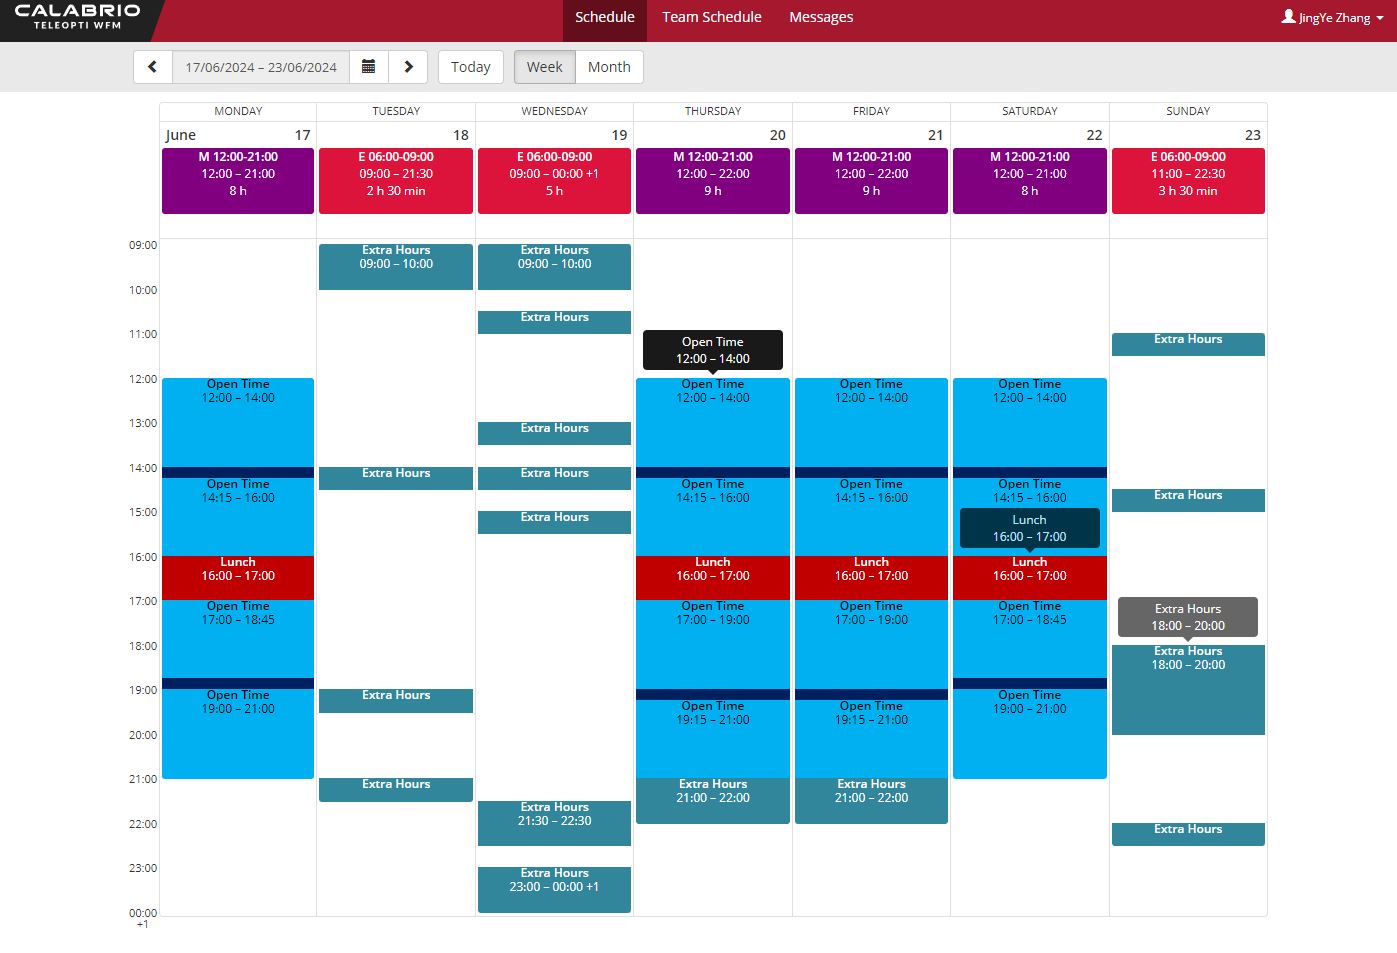 CALABRIO
TELEOPTI WFM
Schedule
Team Schedule
Messages
JingYe Zhang
17/06/2024 – 23/06/2024
Today
Week
Month
MONDAY
TUESDAY
WEDNESDAY
THURSDAY
FRIDAY
SATURDAY
SUNDAY
June 17
18
19
20
21
22
23
M 12:00-21:00
12:00 – 21:00
8 h
E 06:00-09:00
09:00 – 21:30
2 h 30 min
E 06:00-09:00
09:00 – 00:00 +1
5 h
M 12:00-21:00
12:00 – 22:00
9 h
M 12:00-21:00
12:00 – 22:00
9 h
M 12:00-21:00
12:00 – 21:00
8 h
E 06:00-09:00
11:00 – 22:30
3 h 30 min
09:00
10:00
11:00
12:00
13:00
14:00
15:00
16:00
17:00
18:00
19:00
20:00
21:00
22:00
23:00
00:00
+1
Open Time
12:00 – 14:00
Open Time
14:15 – 16:00
Lunch
16:00 – 17:00
Open Time
17:00 – 18:45
Open Time
19:00 – 21:00
Extra Hours
09:00 – 10:00
Extra Hours
Extra Hours
Extra Hours
Extra Hours
09:00 – 10:00
Extra Hours
Extra Hours
Extra Hours
Extra Hours
Extra Hours
21:30 – 22:30
Extra Hours
23:00 – 00:00 +1
Open Time
12:00 – 14:00
Open Time
12:00 – 14:00
Open Time
14:15 – 16:00
Lunch
16:00 – 17:00
Open Time
17:00 – 19:00
Open Time
19:15 – 21:00
Extra Hours
21:00 – 22:00
Open Time
12:00 – 14:00
Open Time
14:15 – 16:00
Lunch
16:00 – 17:00
Open Time
17:00 – 19:00
Open Time
19:15 – 21:00
Extra Hours
21:00 – 22:00
Open Time
12:00 – 14:00
Open Time
14:15 – 16:00
Lunch
16:00 – 17:00
Lunch
16:00 – 17:00
Open Time
17:00 – 18:45
Open Time
19:00 – 21:00
Extra Hours
Extra Hours
Extra Hours
18:00 – 20:00
Extra Hours
18:00 – 20:00
Extra Hours